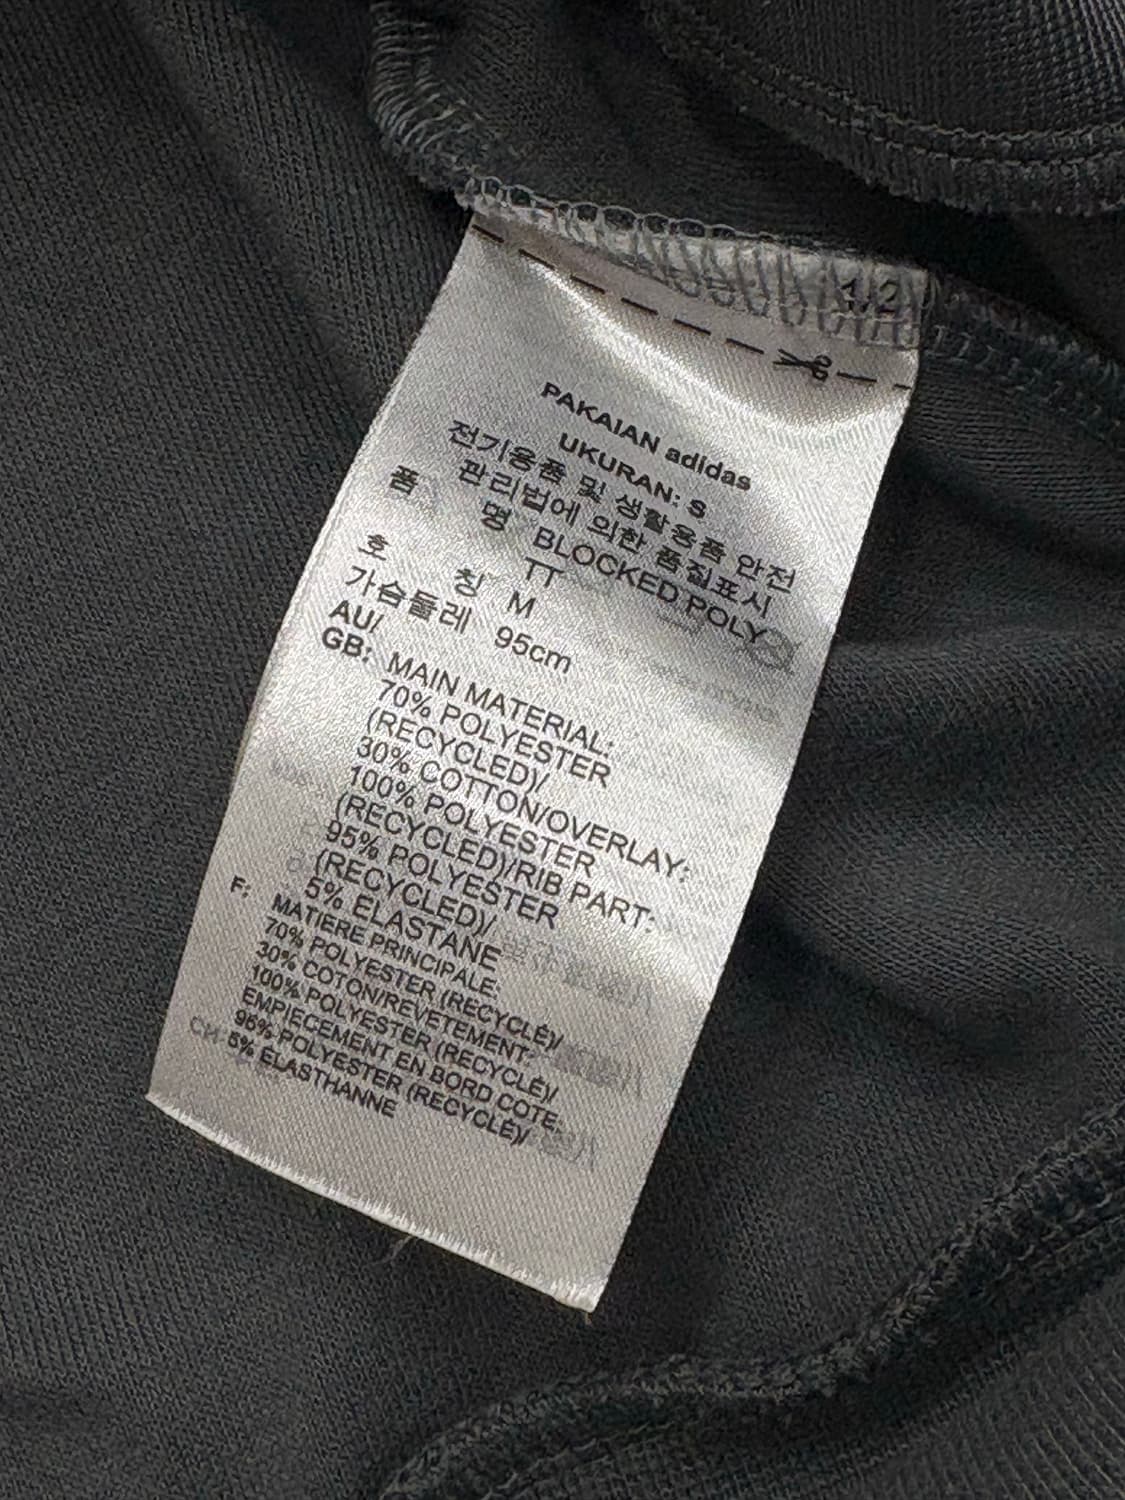 1/2
PAKAIAN adidas
UKURAN: S
전기용품 및 생활용품 안전
관리법에 의한 품질표시
품 명 BLOCKED POLY
TT
호 칭 M
가슴둘레 95cm
AU/
GB: MAIN MATERIAL:
70% POLYESTER
(RECYCLED)/
30% COTTON/OVERLAY:
100% POLYESTER
(RECYCLED)/RIB PART:
95% POLYESTER
(RECYCLED)/
5% ELASTANE
F: MATIERE PRINCIPALE.
70% POLYESTER (RECYCLÉ)/
30% COTON/REVETEMENT:
100% POLYESTER (RECYCLÉ)/
EMPIECEMENT EN BORD COTE.
95% POLYESTER (RECYCLÉ)/
5% ELASTHANNE